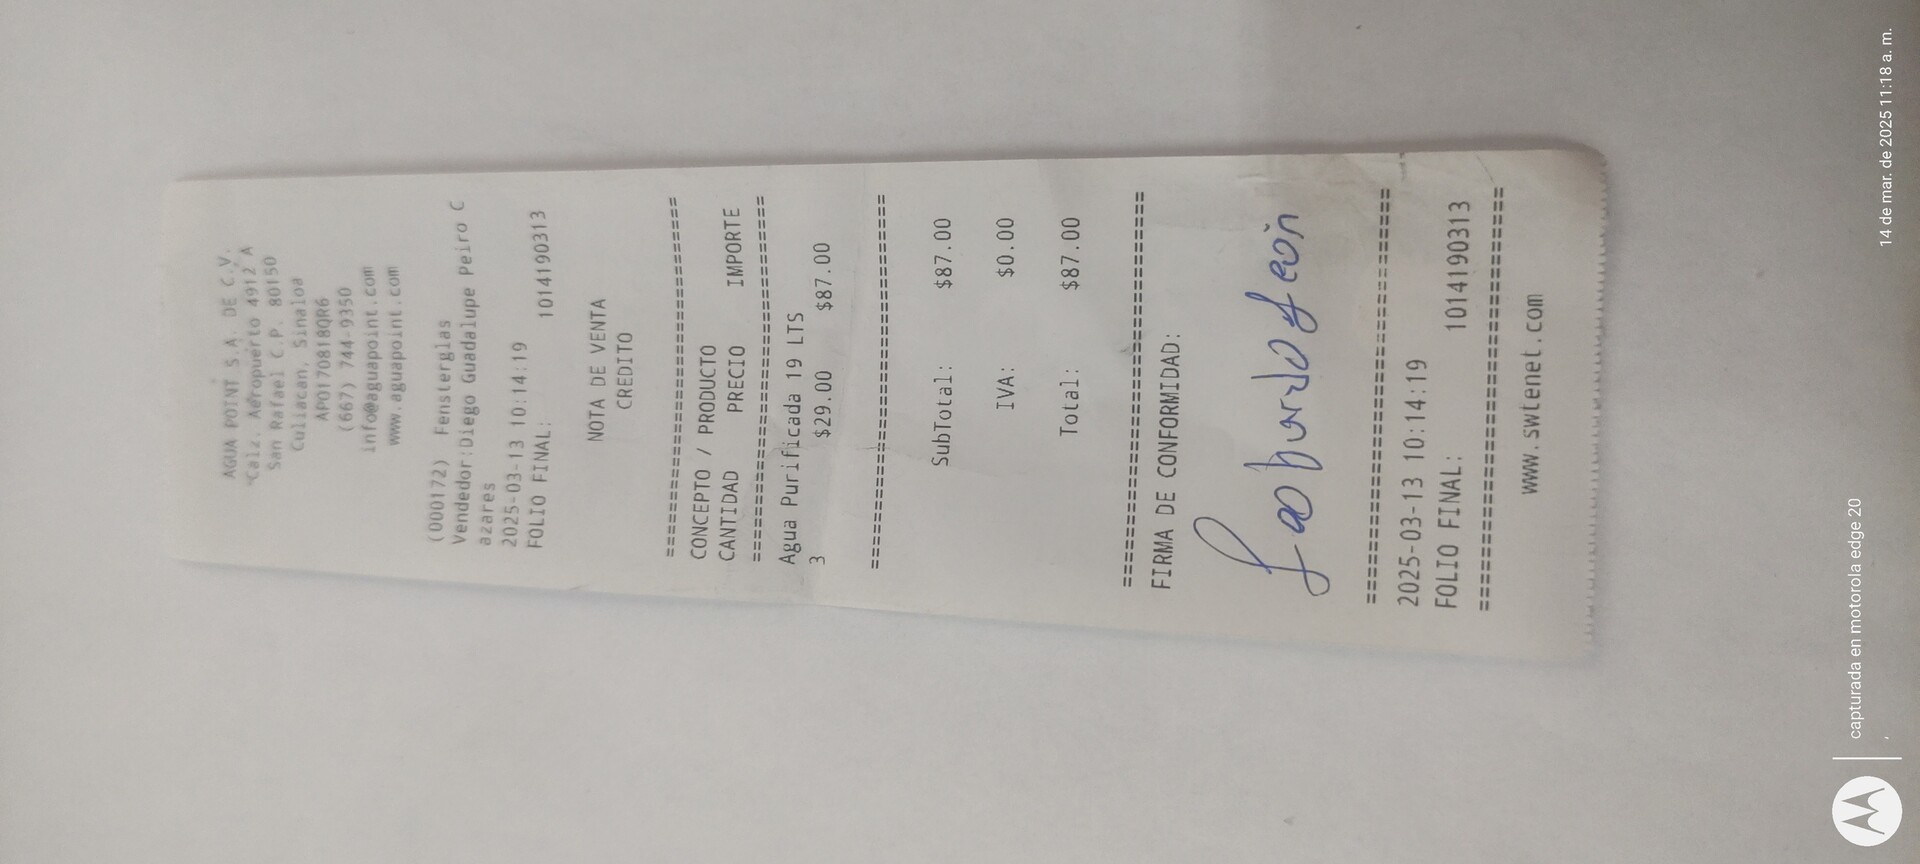 AGUA POINT S.A. DE C.V.
Calz. Aeropuerto 4912 A
San Rafael C.P. 80150
Culiacan, Sinaloa
APO170818QR6
(667) 744-9350
info@aguapoint.com
www.aguapoint.com
(000172) Fensterglas
Vendedor:Diego Guadalupe Peiro C
azares
2025-03-13 10:14:19
FOLIO FINAL: 1014190313
NOTA DE VENTA
CREDITO
================================
CONCEPTO / PRODUCTO
CANTIDAD PRECIO IMPORTE
================================
Agua Purificada 19 LTS
3 $29.00 $87.00
================================
SubTotal: $87.00
IVA: $0.00
Total: $87.00
================================
FIRMA DE CONFORMIDAD:
================================
2025-03-13 10:14:19
FOLIO FINAL: 1014190313
================================
www.swtenet.com
capturada en motorola edge 20
14 de mar. de 2025 11:18 a. m.